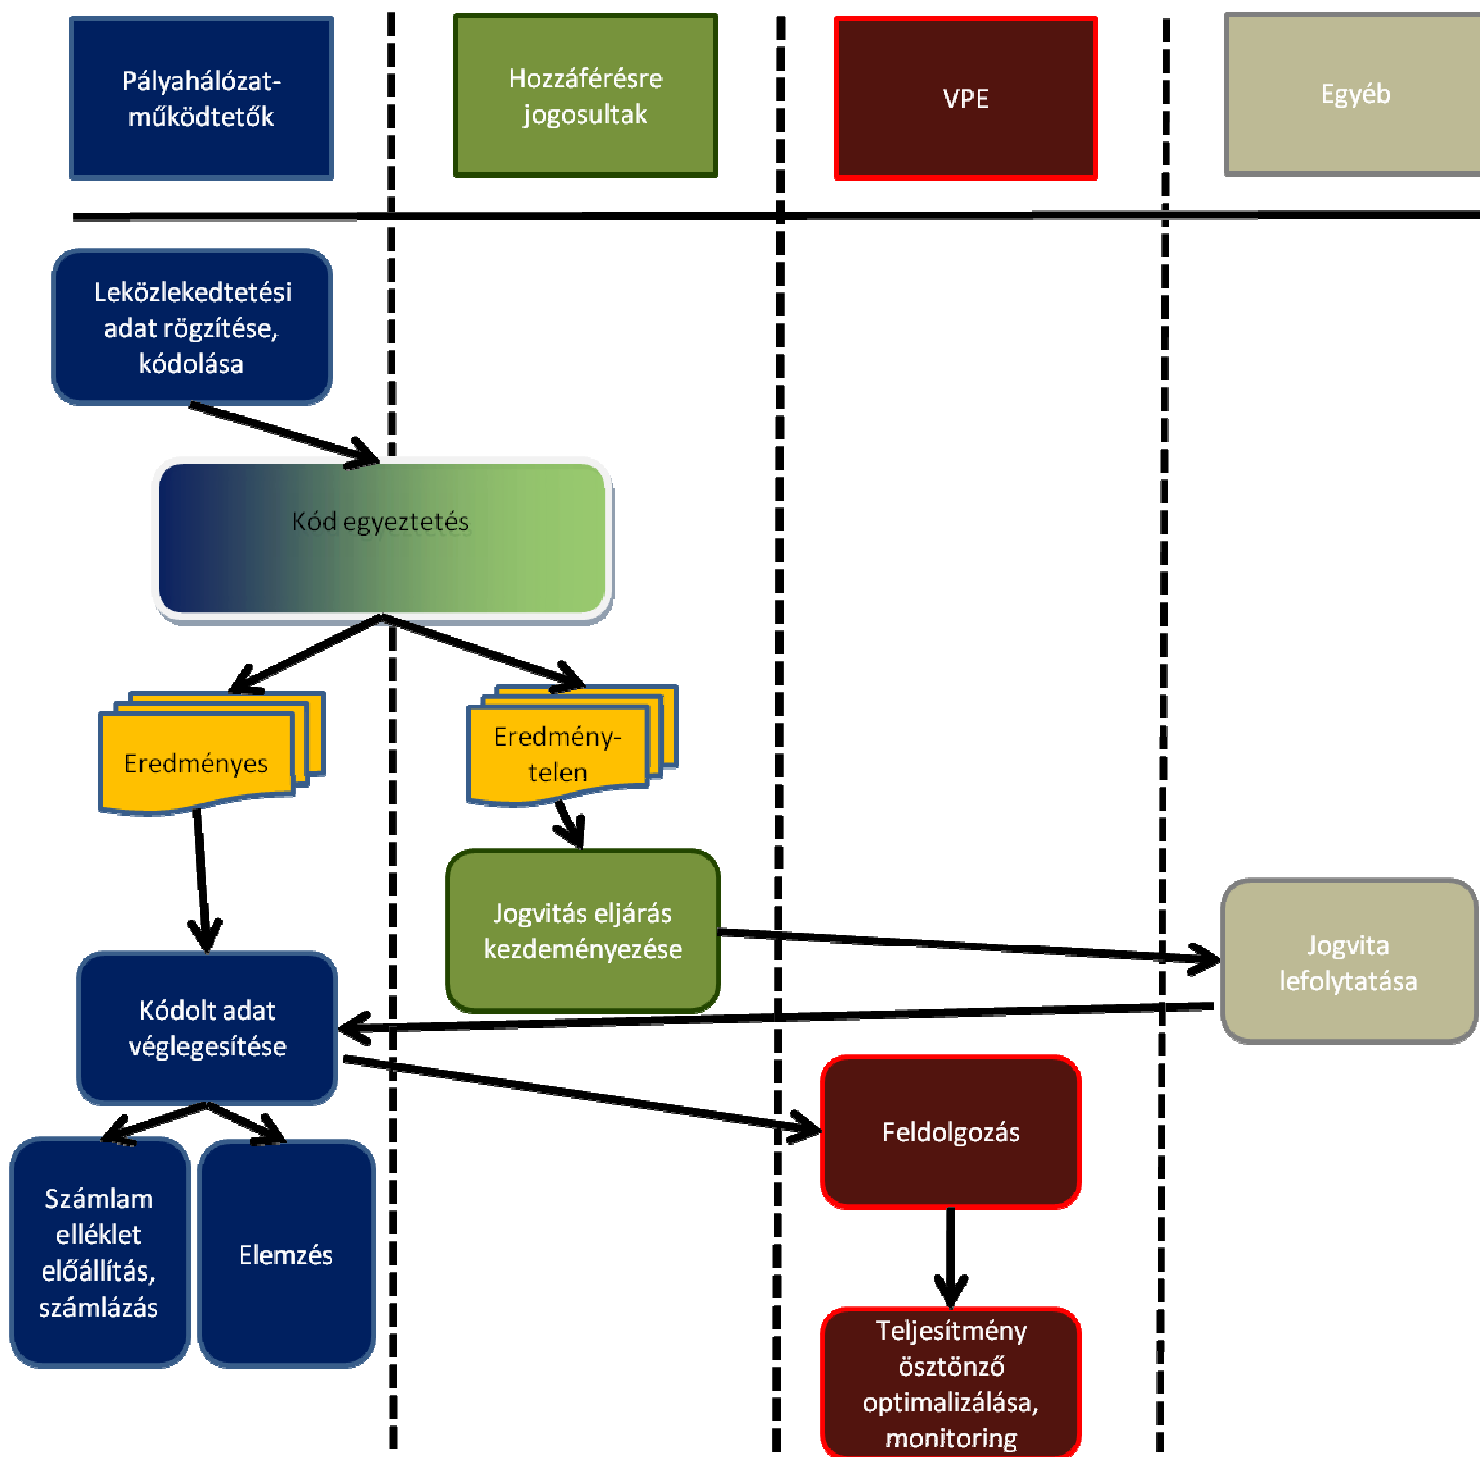 Pályahálózat-
működtetők
Hozzáférésre
jogosultak
VPE
Egyéb
Leközlekedtetési
adat rögzítése,
kódolása
Kód egyeztetés
Eredményes
Eredmény-
telen
Jogvitás eljárás
kezdeményezése
Jogvita
lefolytatása
Kódolt adat
véglegesítése
Feldolgozás
Számlam
elléklet
előállítás,
számlázás
Elemzés
Teljesítmény
ösztönző
optimalizálása,
monitoring